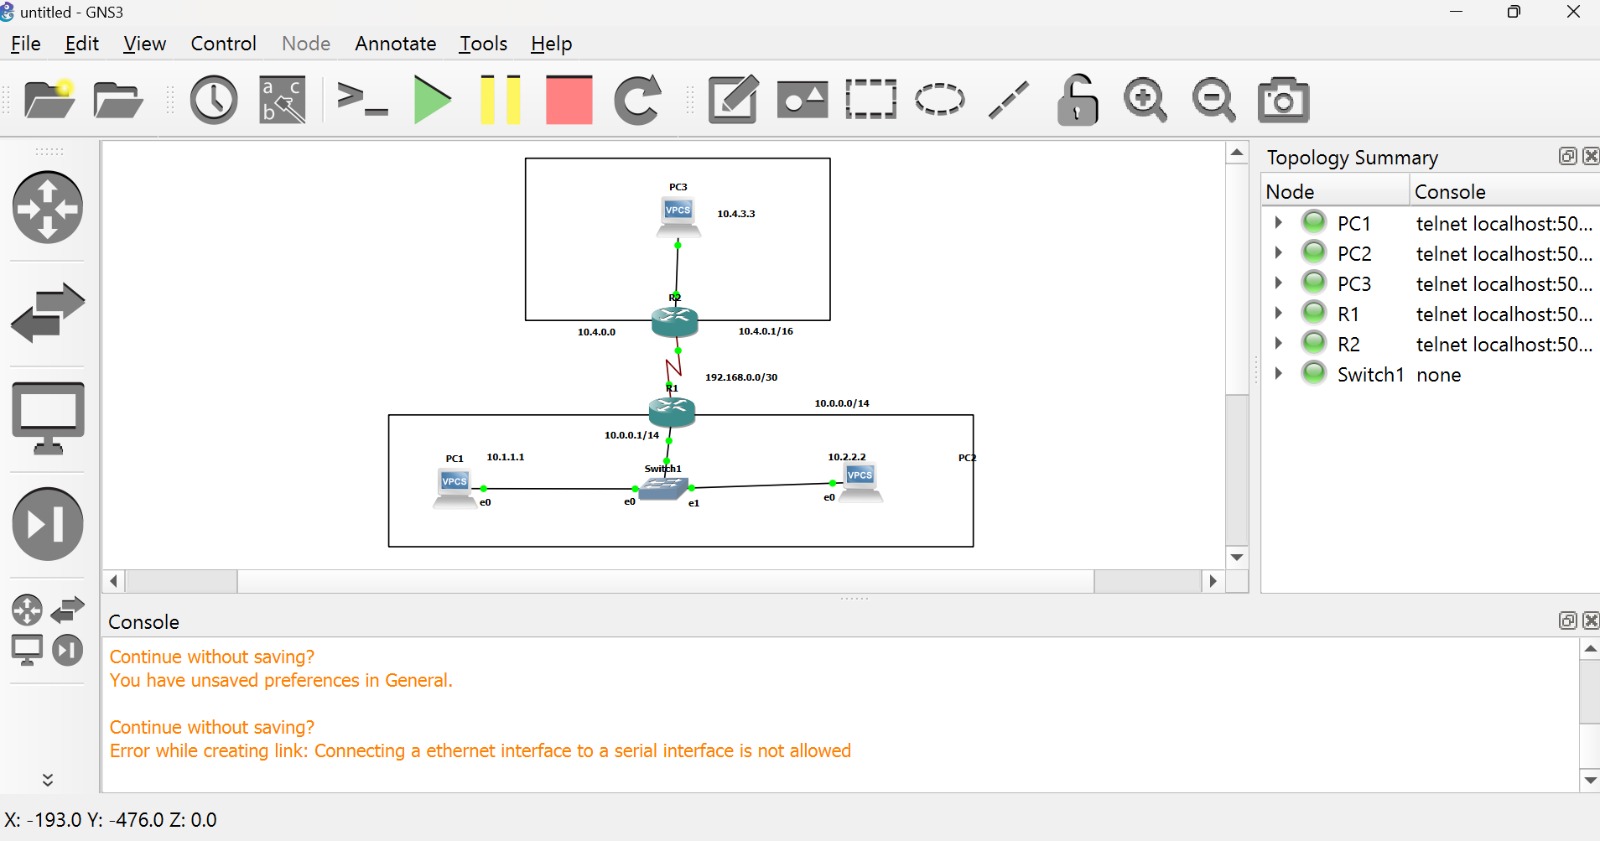 untitled - GNS3
File Edit View Control Node Annotate Tools Help
a c
b
Topology Summary
Node Console
PC1 telnet localhost:50...
PC2 telnet localhost:50...
PC3 telnet localhost:50...
R1 telnet localhost:50...
R2 telnet localhost:50...
Switch1 none
PC3
VPCS
10.4.3.3
R2
10.4.0.0
10.4.0.1/16
192.168.0.0/30
R1
10.0.0.0/14
10.0.0.1/14
PC1
10.1.1.1
10.2.2.2
PC2
Switch1
VPCS
VPCS
e0
e0
e1
e0
Console
Continue without saving?
You have unsaved preferences in General.
Continue without saving?
Error while creating link: Connecting a ethernet interface to a serial interface is not allowed
X: -193.0 Y: -476.0 Z: 0.0